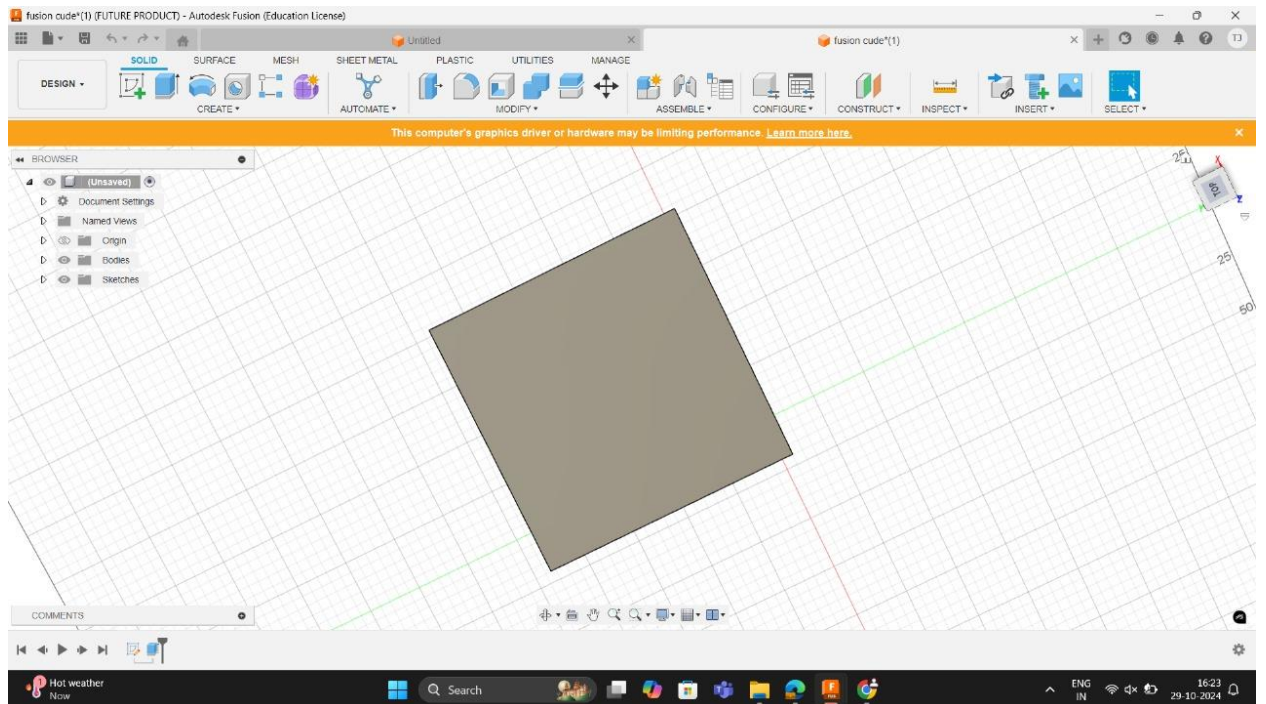 fusion cude*(1) (FUTURE PRODUCT) - Autodesk Fusion (Education License)
Untitled
fusion cude*(1)
TJ
SOLID SURFACE MESH SHEET METAL PLASTIC UTILITIES MANAGE
DESIGN
CREATE AUTOMATE MODIFY ASSEMBLE CONFIGURE CONSTRUCT INSPECT INSERT SELECT
This computer's graphics driver or hardware may be limiting performance. Learn more here.
BROWSER
(Unsaved)
Document Settings
Named Views
Origin
Bodies
Sketches
25
X
TOP
Z
25
50
COMMENTS
Hot weather
Now
1
Search
ENG
IN
16:23
29-10-2024